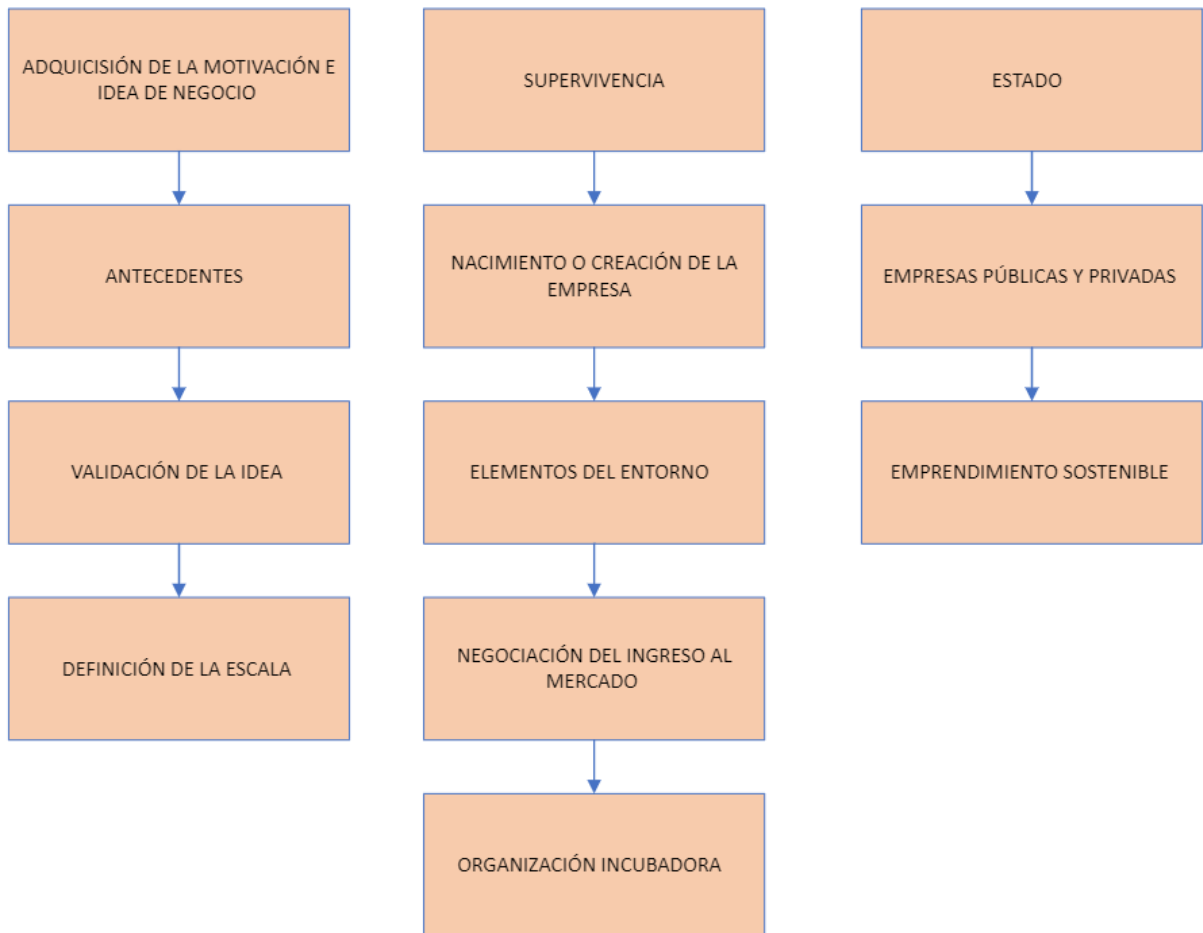 ADQUICISIÓN DE LA MOTIVACIÓN E
IDEA DE NEGOCIO
ANTECEDENTES
VALIDACIÓN DE LA IDEA
DEFINICIÓN DE LA ESCALA
SUPERVIVENCIA
NACIMIENTO O CREACIÓN DE LA
EMPRESA
ELEMENTOS DEL ENTORNO
NEGOCIACIÓN DEL INGRESO AL
MERCADO
ORGANIZACIÓN INCUBADORA
ESTADO
EMPRESAS PÚBLICAS Y PRIVADAS
EMPRENDIMIENTO SOSTENIBLE